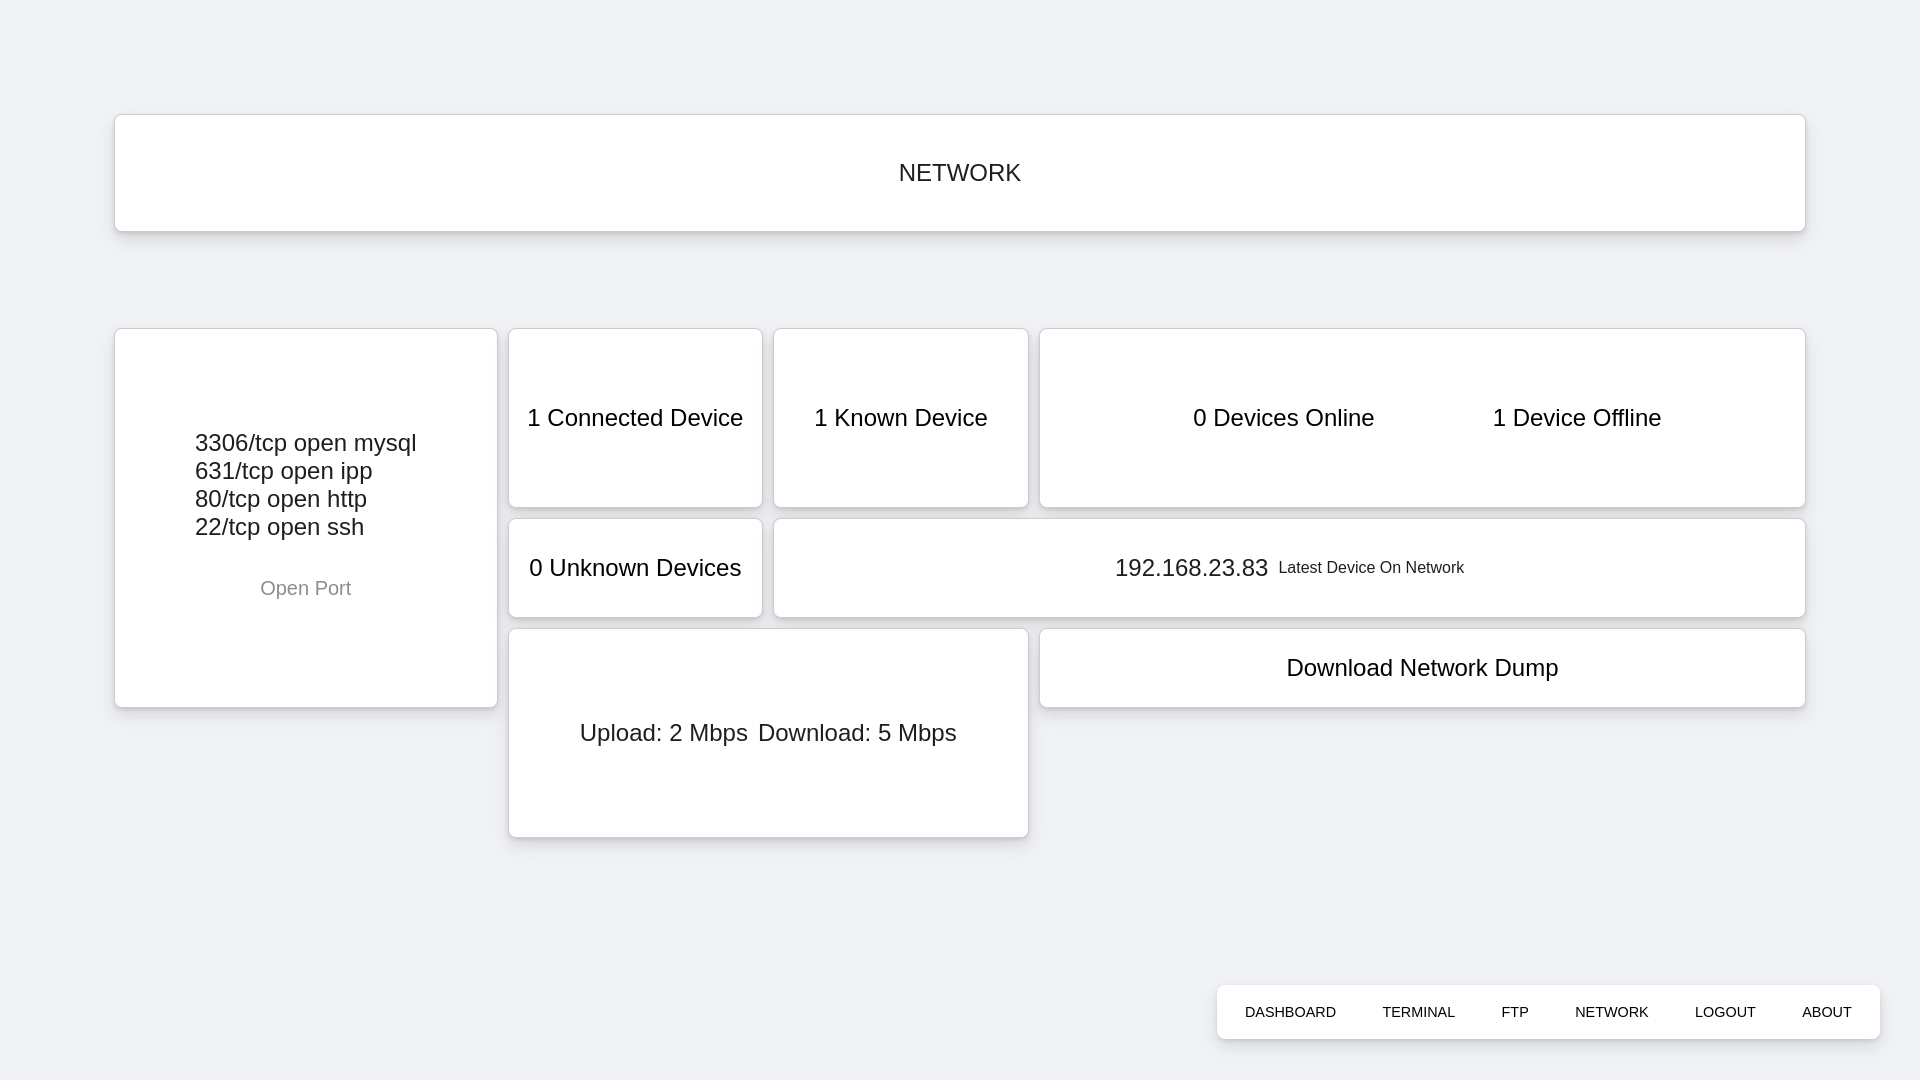 NETWORK
3306/tcp open mysql
631/tcp open ipp
80/tcp open http
22/tcp open ssh
Open Port
1 Connected Device
1 Known Device
0 Devices Online
1 Device Offline
0 Unknown Devices
192.168.23.83 Latest Device On Network
Upload: 2 Mbps Download: 5 Mbps
Download Network Dump
DASHBOARD TERMINAL FTP NETWORK LOGOUT ABOUT